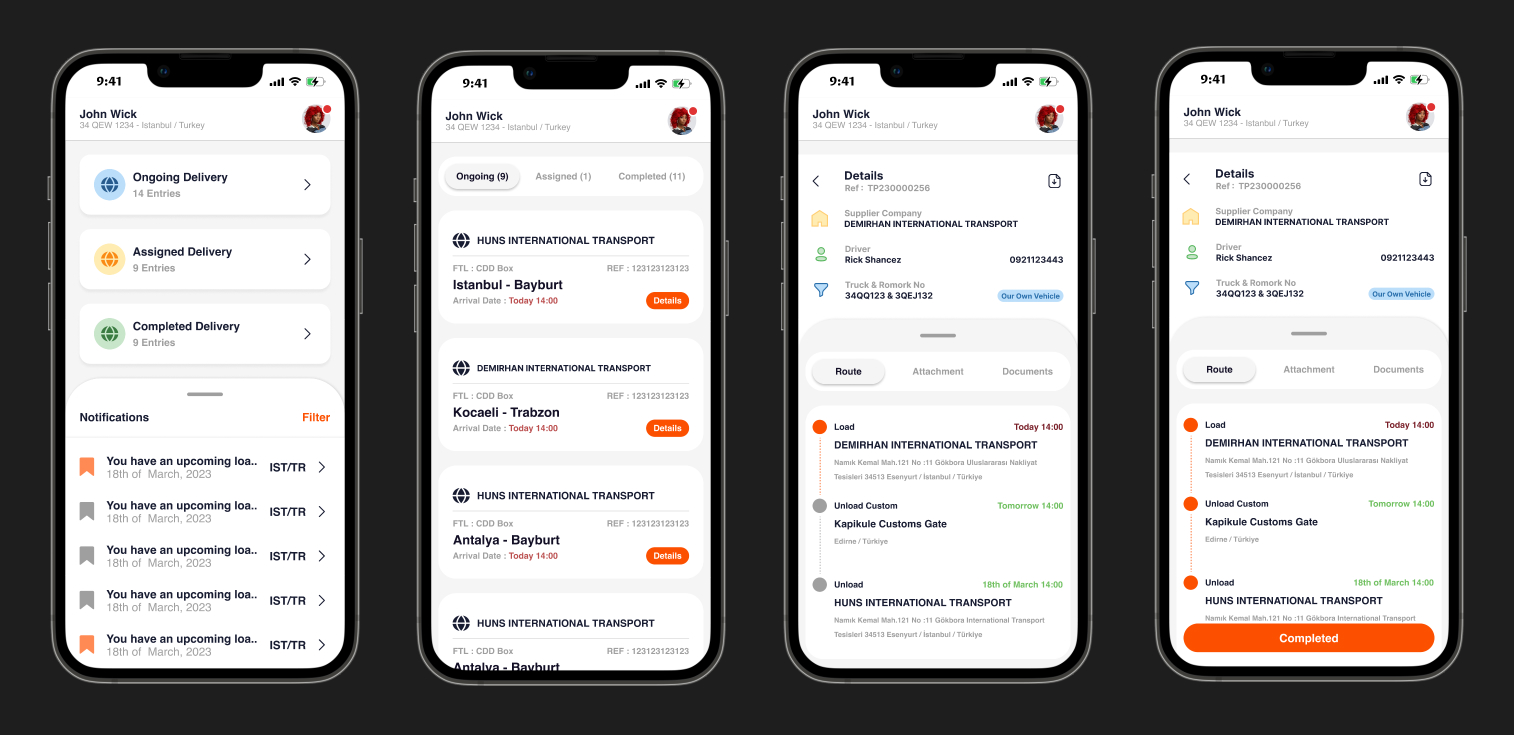 9:41
John Wick
34 QEW 1234 - Istanbul / Turkey
Ongoing Delivery
14 Entries
Assigned Delivery
9 Entries
Completed Delivery
9 Entries
Notifications Filter
You have an upcoming loa.. IST/TR
18th of March, 2023
You have an upcoming loa.. IST/TR
18th of March, 2023
You have an upcoming loa.. IST/TR
18th of March, 2023
You have an upcoming loa.. IST/TR
18th of March, 2023
You have an upcoming loa.. IST/TR
18th of March, 2023
9:41
John Wick
34 QEW 1234 - Istanbul / Turkey
Ongoing (9) Assigned (1) Completed (11)
HUNS INTERNATIONAL TRANSPORT
FTL : CDD Box REF : 123123123123
Istanbul - Bayburt
Arrival Date : Today 14:00 Details
DEMIRHAN INTERNATIONAL TRANSPORT
FTL : CDD Box REF : 123123123123
Kocaeli - Trabzon
Arrival Date : Today 14:00 Details
HUNS INTERNATIONAL TRANSPORT
FTL : CDD Box REF : 123123123123
Antalya - Bayburt
Arrival Date : Today 14:00 Details
HUNS INTERNATIONAL TRANSPORT
FTL : CDD Box REF : 123123123123
Antalya - Bayburt
9:41
John Wick
34 QEW 1234 - Istanbul / Turkey
Details
Ref : TP230000256
Supplier Company
DEMIRHAN INTERNATIONAL TRANSPORT
Driver
Rick Shancez 0921123443
Truck & Romork No
34QQ123 & 3QEJ132 Our Own Vehicle
Route Attachment Documents
Load Today 14:00
DEMIRHAN INTERNATIONAL TRANSPORT
Namık Kemal Mah.121 No :11 Gökbora Uluslararası Nakliyat
Tesisleri 34513 Esenyurt / İstanbul / Türkiye
Unload Custom Tomorrow 14:00
Kapikule Customs Gate
Edirne / Türkiye
Unload 18th of March 14:00
HUNS INTERNATIONAL TRANSPORT
Namık Kemal Mah.121 No :11 Gökbora International Transport
Tesisleri 34513 Esenyurt / İstanbul / Türkiye
9:41
John Wick
34 QEW 1234 - Istanbul / Turkey
Details
Ref : TP230000256
Supplier Company
DEMIRHAN INTERNATIONAL TRANSPORT
Driver
Rick Shancez 0921123443
Truck & Romork No
34QQ123 & 3QEJ132 Our Own Vehicle
Route Attachment Documents
Load Today 14:00
DEMIRHAN INTERNATIONAL TRANSPORT
Namık Kemal Mah.121 No :11 Gökbora Uluslararası Nakliyat
Tesisleri 34513 Esenyurt / İstanbul / Türkiye
Unload Custom Tomorrow 14:00
Kapikule Customs Gate
Edirne / Türkiye
Unload 18th of March 14:00
HUNS INTERNATIONAL TRANSPORT
Namık Kemal Mah.121 No :11 Gökbora International Transport
Completed